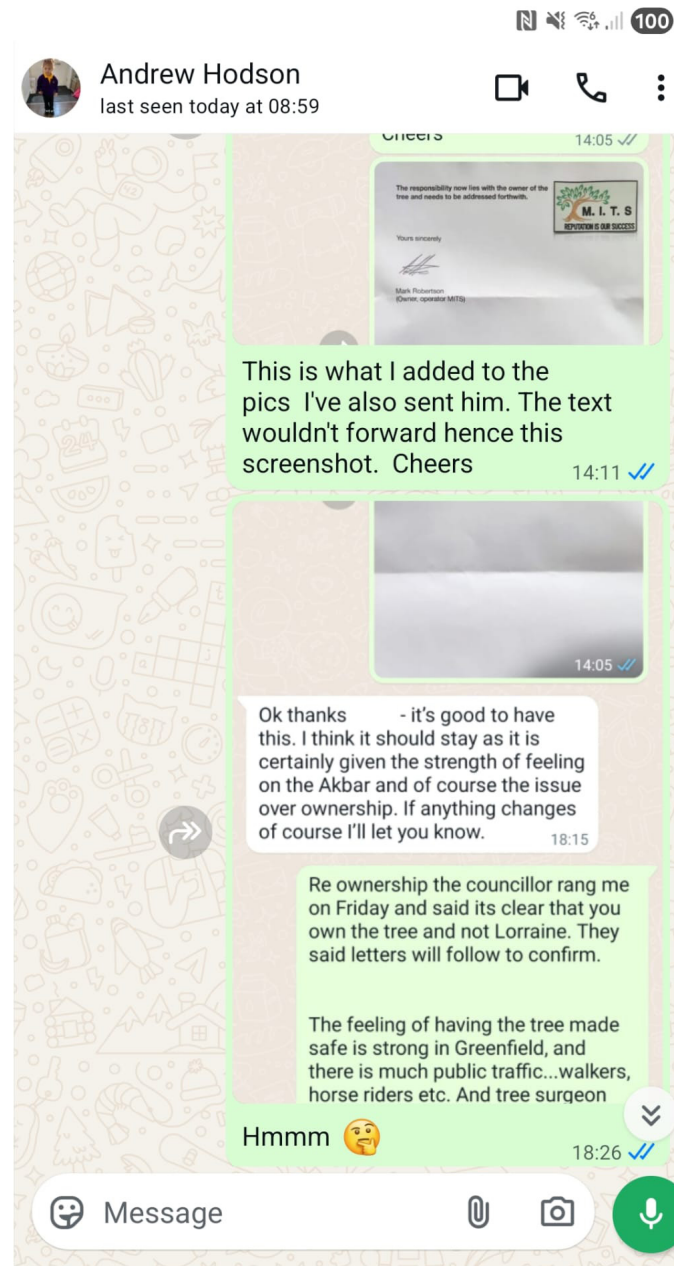 100
Andrew Hodson
last seen today at 08:59
Cheers
14:05
The responsibility now lies with the owner of the
tree and needs to be addressed forthwith.
M. I. T. S
REPUTATION IS OUR SUCCESS
Yours sincerely
Mark Robertson
(Owner, operator MITS)
This is what I added to the
pics I've also sent him. The text
wouldn't forward hence this
screenshot. Cheers
14:11
14:05
Ok thanks - it's good to have
this. I think it should stay as it is
certainly given the strength of feeling
on the Akbar and of course the issue
over ownership. If anything changes
of course I'll let you know.
18:15
Re ownership the councillor rang me
on Friday and said its clear that you
own the tree and not Lorraine. They
said letters will follow to confirm.
The feeling of having the tree made
safe is strong in Greenfield, and
there is much public traffic...walkers,
horse riders etc. And tree surgeon
Hmmm 🤔
18:26
Message